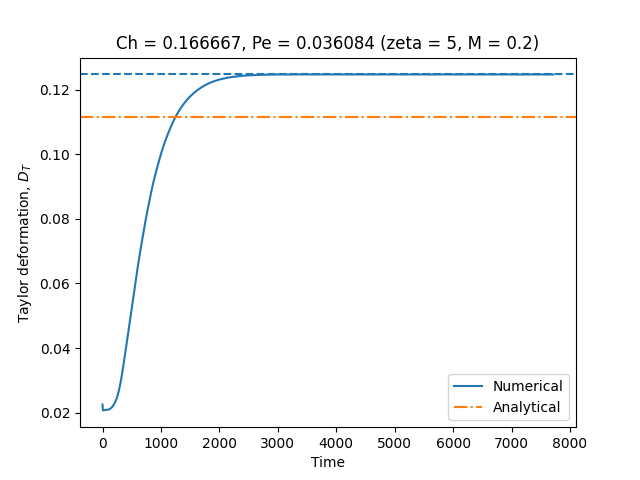 Ch = 0.166667, Pe = 0.036084 (zeta = 5, M = 0.2)
0.12
0.10
0.08
0.06
0.04
0.02
Taylor deformation, D_T
0 1000 2000 3000 4000 5000 6000 7000 8000
Time
Numerical
Analytical